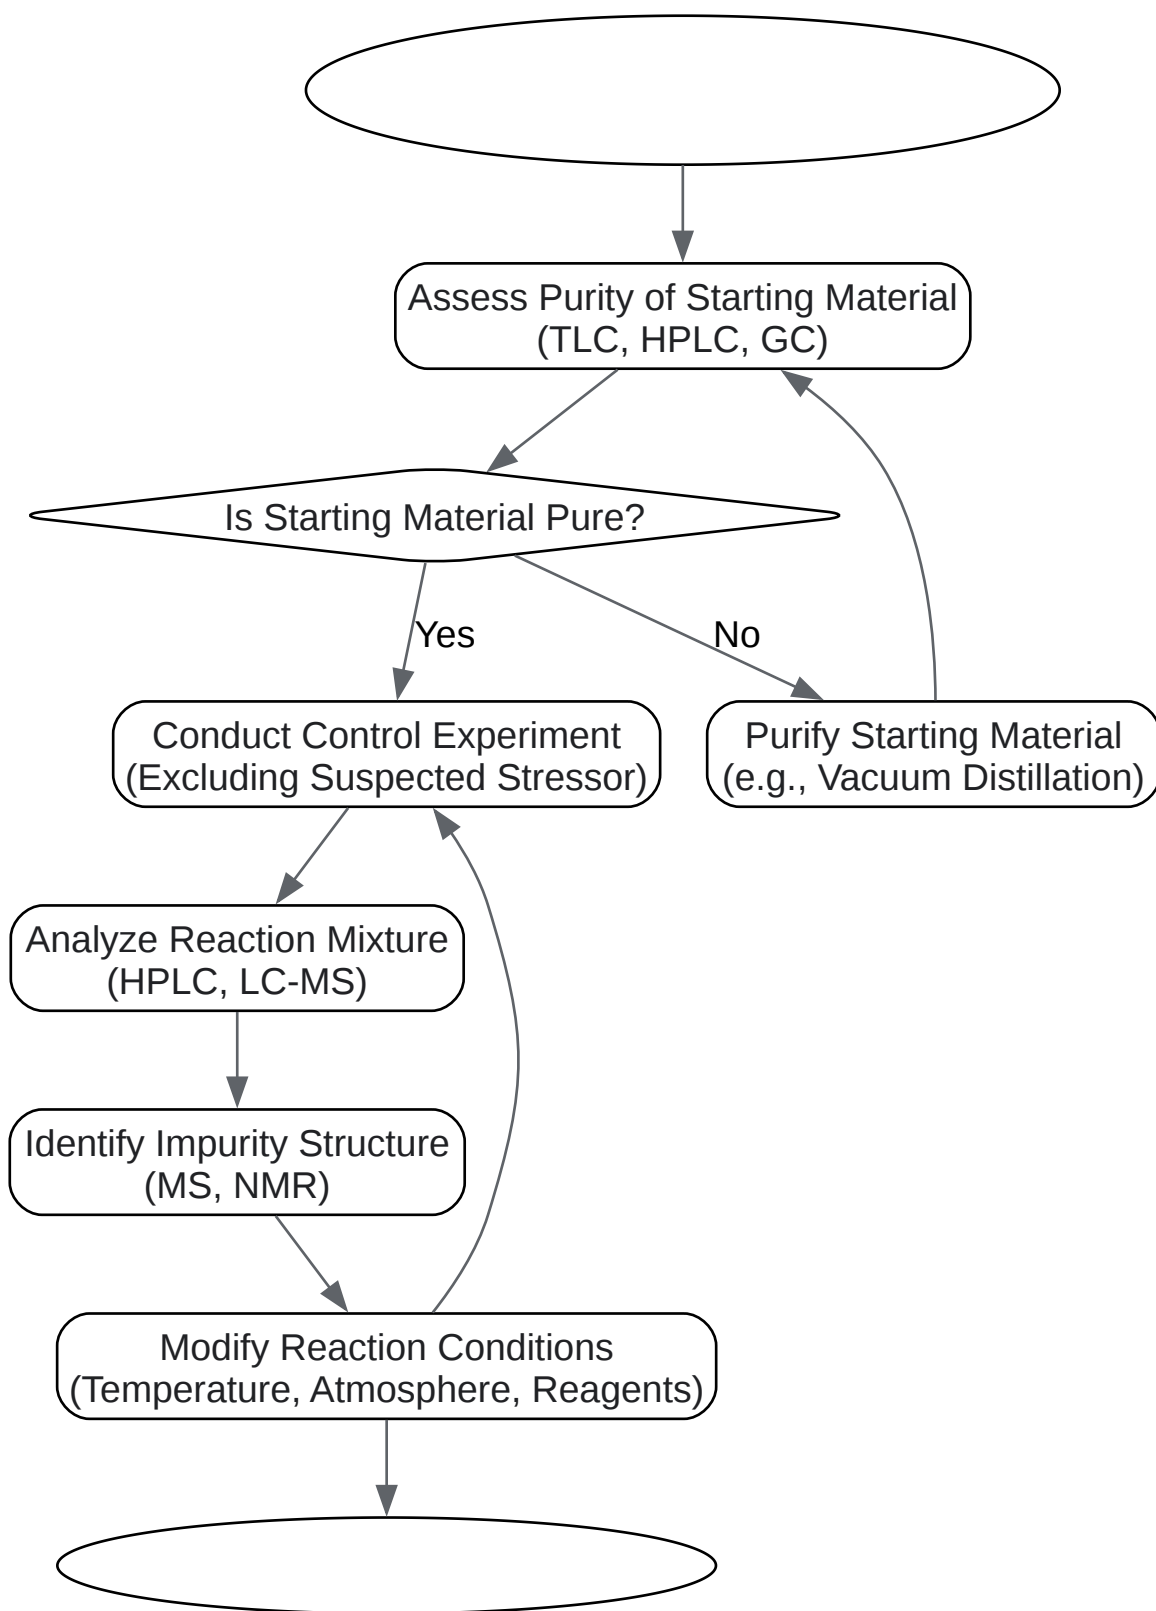 Assess Purity of Starting Material
(TLC, HPLC, GC)
Is Starting Material Pure?
Yes
No
Conduct Control Experiment
(Excluding Suspected Stressor)
Purify Starting Material
(e.g., Vacuum Distillation)
Analyze Reaction Mixture
(HPLC, LC-MS)
Identify Impurity Structure
(MS, NMR)
Modify Reaction Conditions
(Temperature, Atmosphere, Reagents)